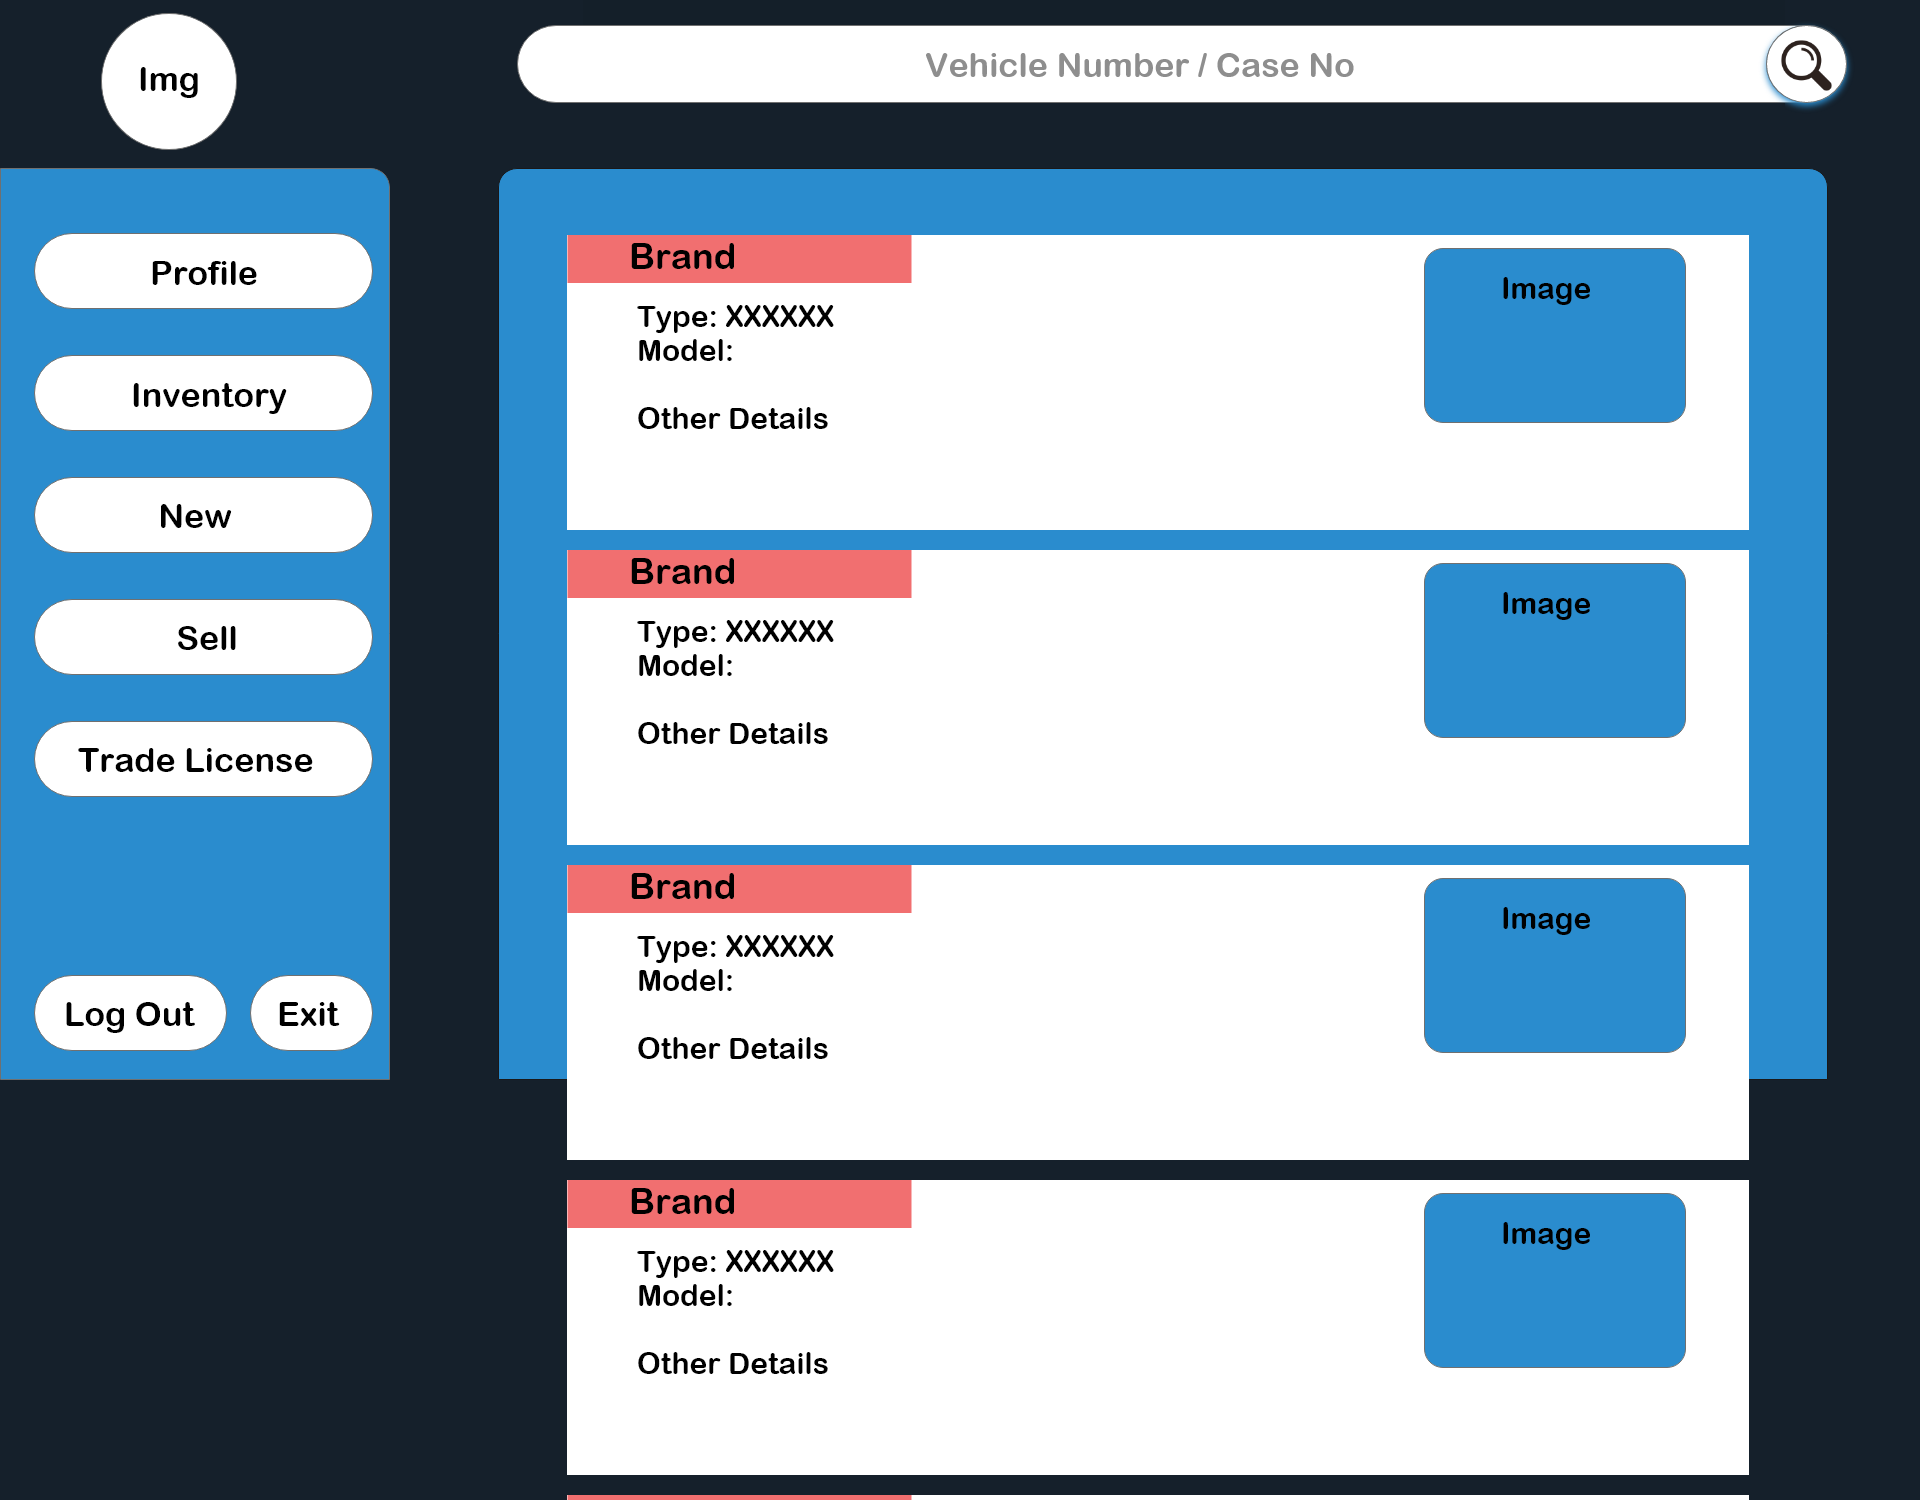 Img
Vehicle Number / Case No
Profile
Inventory
New
Sell
Trade License
Log Out
Exit
Brand
Type: XXXXXX
Model:
Other Details
Image
Brand
Type: XXXXXX
Model:
Other Details
Image
Brand
Type: XXXXXX
Model:
Other Details
Image
Brand
Type: XXXXXX
Model:
Other Details
Image